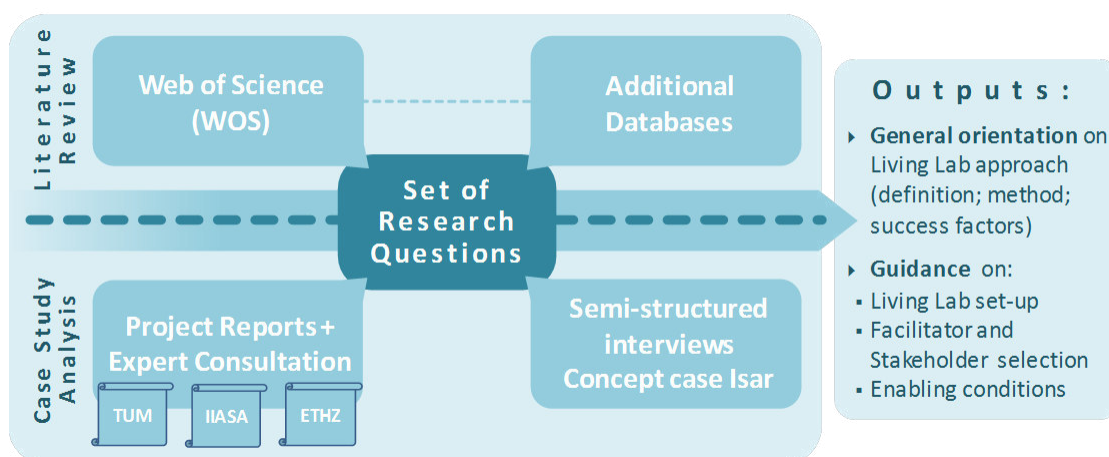 Literature
Review
Web of Science
(WOS)
Additional
Databases
Set of
Research
Questions
Case Study
Analysis
Project Reports +
Expert Consultation
TUM
IIASA
ETHZ
Semi-structured
interviews
Concept case Isar
Outputs:
▸ General orientation on
Living Lab approach
(definition; method;
success factors)
▸ Guidance on:
▪ Living Lab set-up
▪ Facilitator and
Stakeholder selection
▪ Enabling conditions